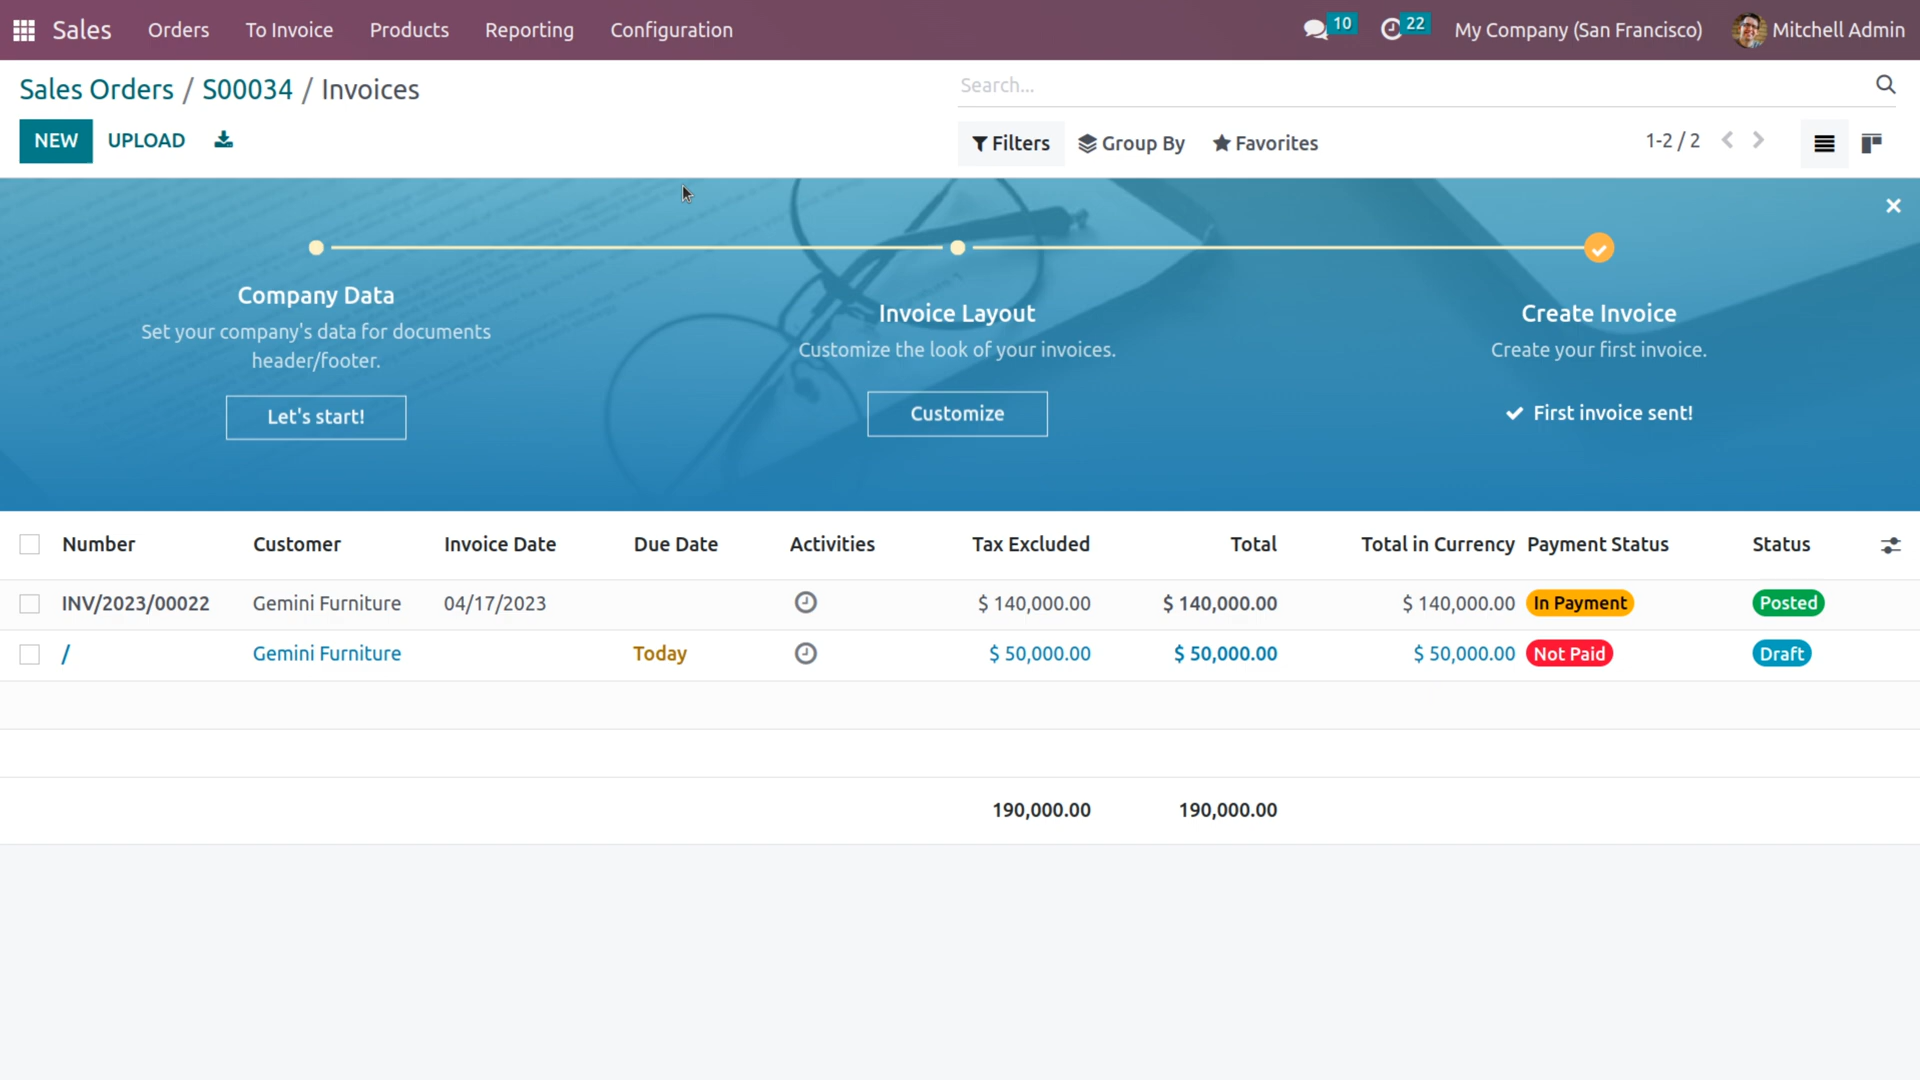 Sales Orders To Invoice Products Reporting Configuration 10 22 My Company (San Francisco) Mitchell Admin
Sales Orders / S00034 / Invoices Search...
NEW UPLOAD Filters Group By Favorites 1-2 / 2
Company Data
Set your company's data for documents
header/footer.
Let's start!
Invoice Layout
Customize the look of your invoices.
Customize
Create Invoice
Create your first invoice.
First invoice sent!
Number Customer Invoice Date Due Date Activities Tax Excluded Total Total in Currency Payment Status Status
INV/2023/00022 Gemini Furniture 04/17/2023 $ 140,000.00 $ 140,000.00 $ 140,000.00 In Payment Posted
/ Gemini Furniture Today $ 50,000.00 $ 50,000.00 $ 50,000.00 Not Paid Draft
190,000.00 190,000.00